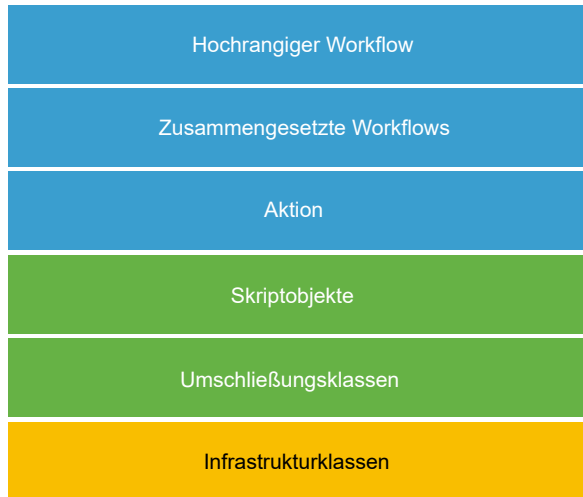 Hochrangiger Workflow
Zusammengesetzte Workflows
Aktion
Skriptobjekte
Umschließungsklassen
Infrastrukturklassen